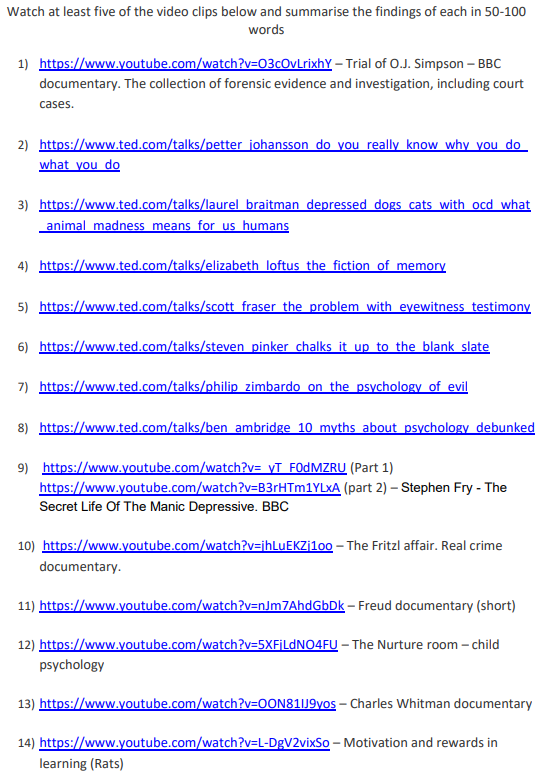 Watch at least five of the video clips below and summarise the findings of each in 50-100
words
1) https://www.youtube.com/watch?v=O3cOvLrixhY – Trial of O.J. Simpson – BBC
documentary. The collection of forensic evidence and investigation, including court
cases.
2) https://www.ted.com/talks/petter_johansson_do_you_really_know_why_you_do_
what_you_do
3) https://www.ted.com/talks/laurel_braitman_depressed_dogs_cats_with_ocd_what
_animal_madness_means_for_us_humans
4) https://www.ted.com/talks/elizabeth_loftus_the_fiction_of_memory
5) https://www.ted.com/talks/scott_fraser_the_problem_with_eyewitness_testimony
6) https://www.ted.com/talks/steven_pinker_chalks_it_up_to_the_blank_slate
7) https://www.ted.com/talks/philip_zimbardo_on_the_psychology_of_evil
8) https://www.ted.com/talks/ben_ambridge_10_myths_about_psychology_debunked
9) https://www.youtube.com/watch?v=_yT_F0dMZRU (Part 1)
https://www.youtube.com/watch?v=B3rHTm1YLxA (part 2) – Stephen Fry - The
Secret Life Of The Manic Depressive. BBC
10) https://www.youtube.com/watch?v=jhLuEKZj1oo – The Fritzl affair. Real crime
documentary.
11) https://www.youtube.com/watch?v=nJm7AhdGbDk – Freud documentary (short)
12) https://www.youtube.com/watch?v=5XFjLdNO4FU – The Nurture room – child
psychology
13) https://www.youtube.com/watch?v=OON81IJ9yos – Charles Whitman documentary
14) https://www.youtube.com/watch?v=L-DgV2vixSo – Motivation and rewards in
learning (Rats)